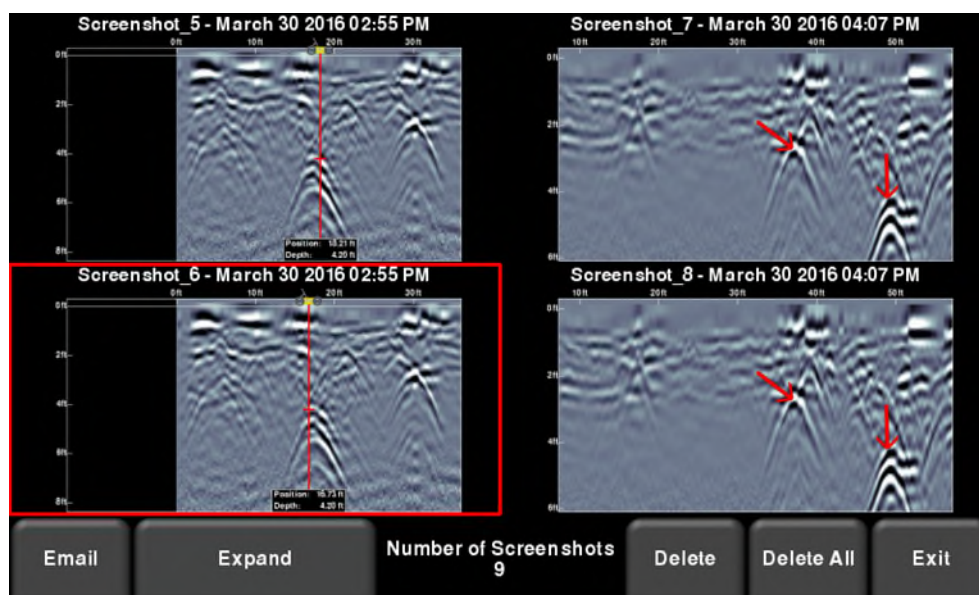 Screenshot_5 - March 30 2016 02:55 PM
0ft 10ft 20ft 30ft
0ft
2ft
4ft
6ft
8ft
Position: 18.21 ft
Depth: 4.20 ft
Screenshot_7 - March 30 2016 04:07 PM
10ft 20ft 30ft 40ft 50ft
0ft
2ft
4ft
6ft
Screenshot_6 - March 30 2016 02:55 PM
0ft 10ft 20ft 30ft
0ft
2ft
4ft
6ft
8ft
Position: 16.73 ft
Depth: 4.20 ft
Screenshot_8 - March 30 2016 04:07 PM
10ft 20ft 30ft 40ft 50ft
0ft
2ft
4ft
6ft
Email
Expand
Number of Screenshots
9
Delete
Delete All
Exit